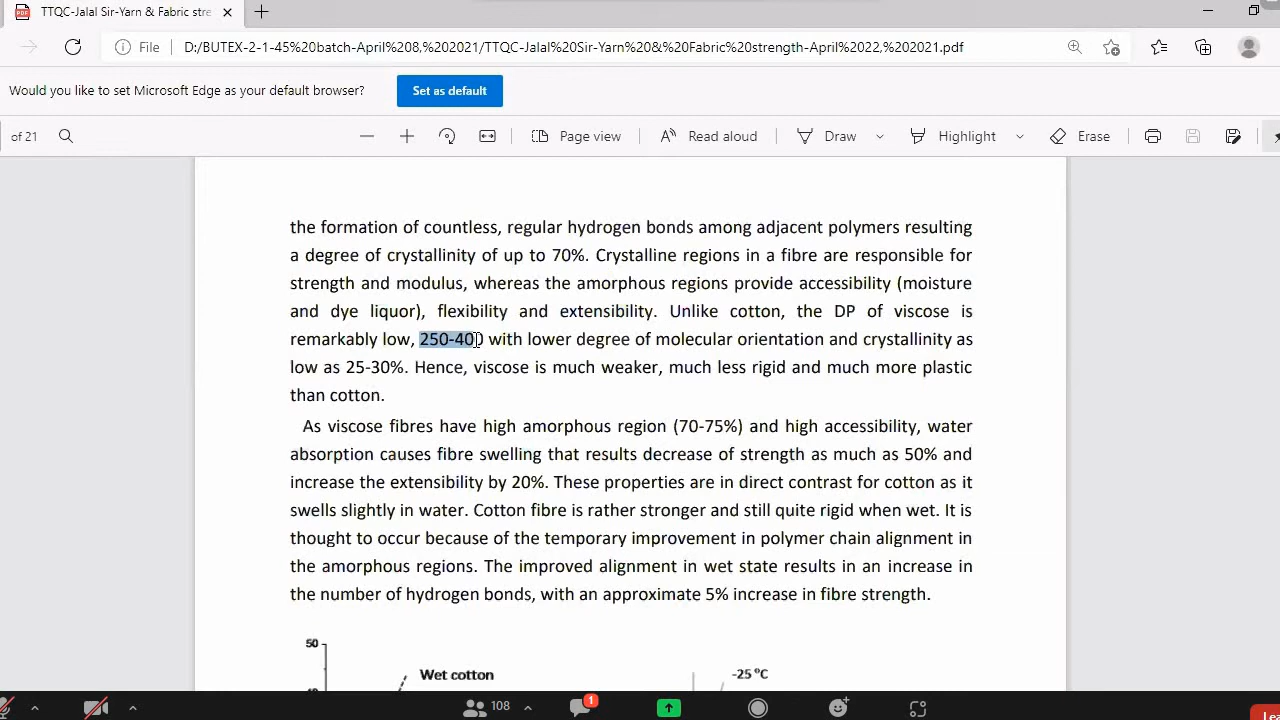 TTQC-Jalal Sir-Yarn & Fabric stre
File
D:/BUTEX-2-1-45%20batch-April%208,%202021/TTQC-Jalal%20Sir-Yarn%20&%20Fabric%20strength-April%2022,%202021.pdf
Would you like to set Microsoft Edge as your default browser?
Set as default
of 21
Page view
Read aloud
Draw
Highlight
Erase
the formation of countless, regular hydrogen bonds among adjacent polymers resulting
a degree of crystallinity of up to 70%. Crystalline regions in a fibre are responsible for
strength and modulus, whereas the amorphous regions provide accessibility (moisture
and dye liquor), flexibility and extensibility. Unlike cotton, the DP of viscose is
remarkably low, 250-400 with lower degree of molecular orientation and crystallinity as
low as 25-30%. Hence, viscose is much weaker, much less rigid and much more plastic
than cotton.
As viscose fibres have high amorphous region (70-75%) and high accessibility, water
absorption causes fibre swelling that results decrease of strength as much as 50% and
increase the extensibility by 20%. These properties are in direct contrast for cotton as it
swells slightly in water. Cotton fibre is rather stronger and still quite rigid when wet. It is
thought to occur because of the temporary improvement in polymer chain alignment in
the amorphous regions. The improved alignment in wet state results in an increase in
the number of hydrogen bonds, with an approximate 5% increase in fibre strength.
50
Wet cotton
-25 °C
108
1